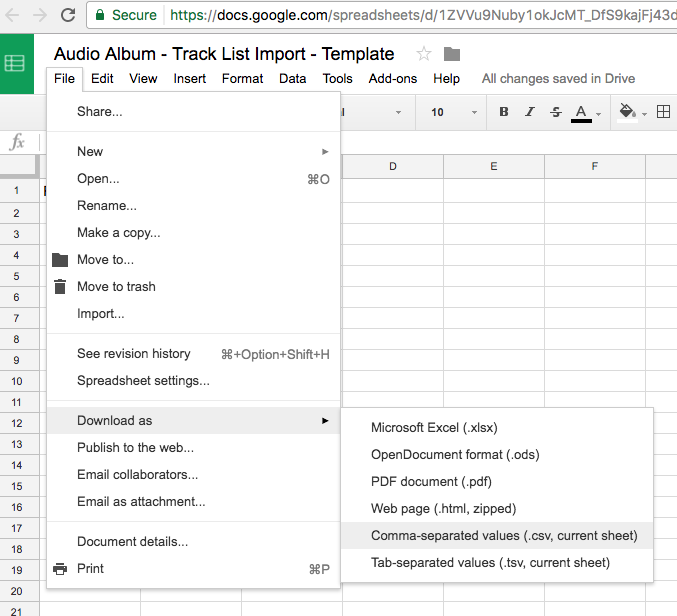 Secure https://docs.google.com/spreadsheets/d/1ZVVu9Nuby1okJcMT_DfS9kajFj43d
Audio Album - Track List Import - Template
File Edit View Insert Format Data Tools Add-ons Help All changes saved in Drive
10 B I S A
fx
Share...
New
Open... ⌘O
Rename...
Make a copy...
Move to...
Move to trash
Import...
See revision history ⌘+Option+Shift+H
Spreadsheet settings...
Download as
Publish to the web...
Email collaborators...
Email as attachment...
Document details...
Print ⌘P
Microsoft Excel (.xlsx)
OpenDocument format (.ods)
PDF document (.pdf)
Web page (.html, zipped)
Comma-separated values (.csv, current sheet)
Tab-separated values (.tsv, current sheet)
D E F
1
2
3
4
5
6
7
8
9
10
11
12
13
14
15
16
17
18
19
20
21